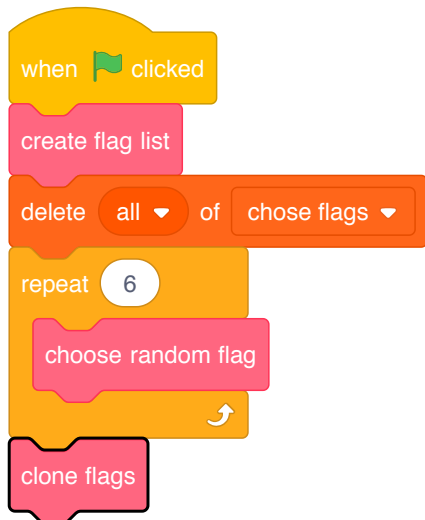 when clicked
create flag list
delete all of chose flags
repeat 6
choose random flag
clone flags